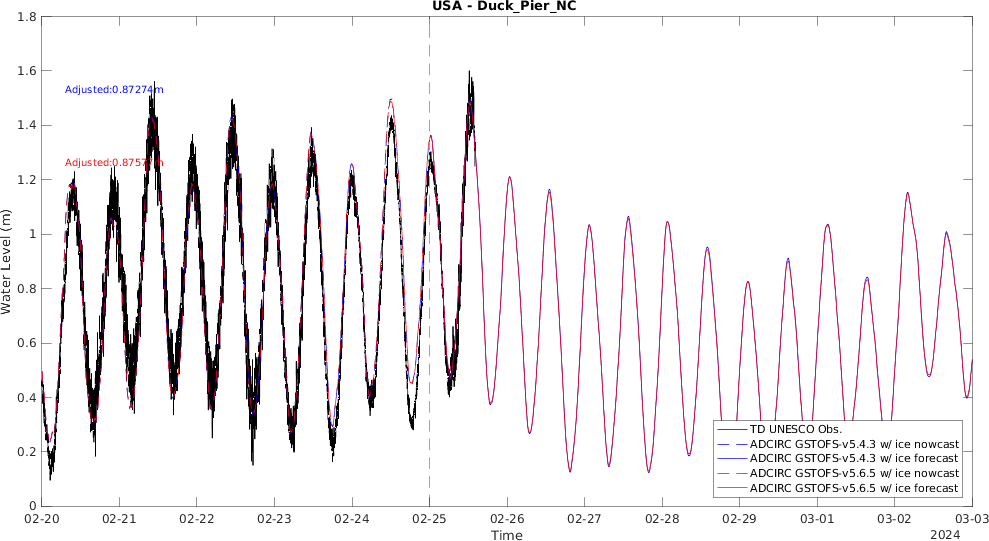 USA - Duck_Pier_NC
1.8
1.6
1.4
1.2
1
0.8
0.6
0.4
0.2
0
Water Level (m)
Adjusted:0.87274m
Adjusted:0.8757m
TD UNESCO Obs.
ADCIRC GSTOFS-v5.4.3 w/ ice nowcast
ADCIRC GSTOFS-v5.4.3 w/ ice forecast
ADCIRC GSTOFS-v5.6.5 w/ ice nowcast
ADCIRC GSTOFS-v5.6.5 w/ ice forecast
02-20 02-21 02-22 02-23 02-24 02-25 02-26 02-27 02-28 02-29 03-01 03-02 03-03
Time
2024